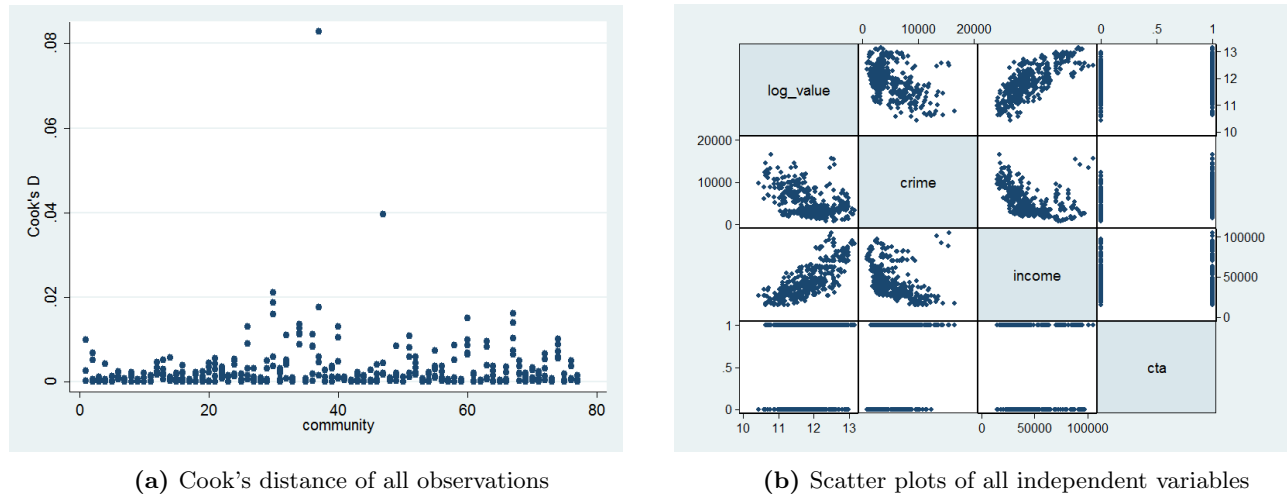 .08
.06
.04
.02
0
Cook's D
0 20 40 60 80
community
(a) Cook's distance of all observations
0 10000 20000 0 .5 1
log_value
13
12
11
10
20000
10000
0
crime
income
100000
50000
0
1
.5
0
cta
10 11 12 13 0 50000 100000
(b) Scatter plots of all independent variables